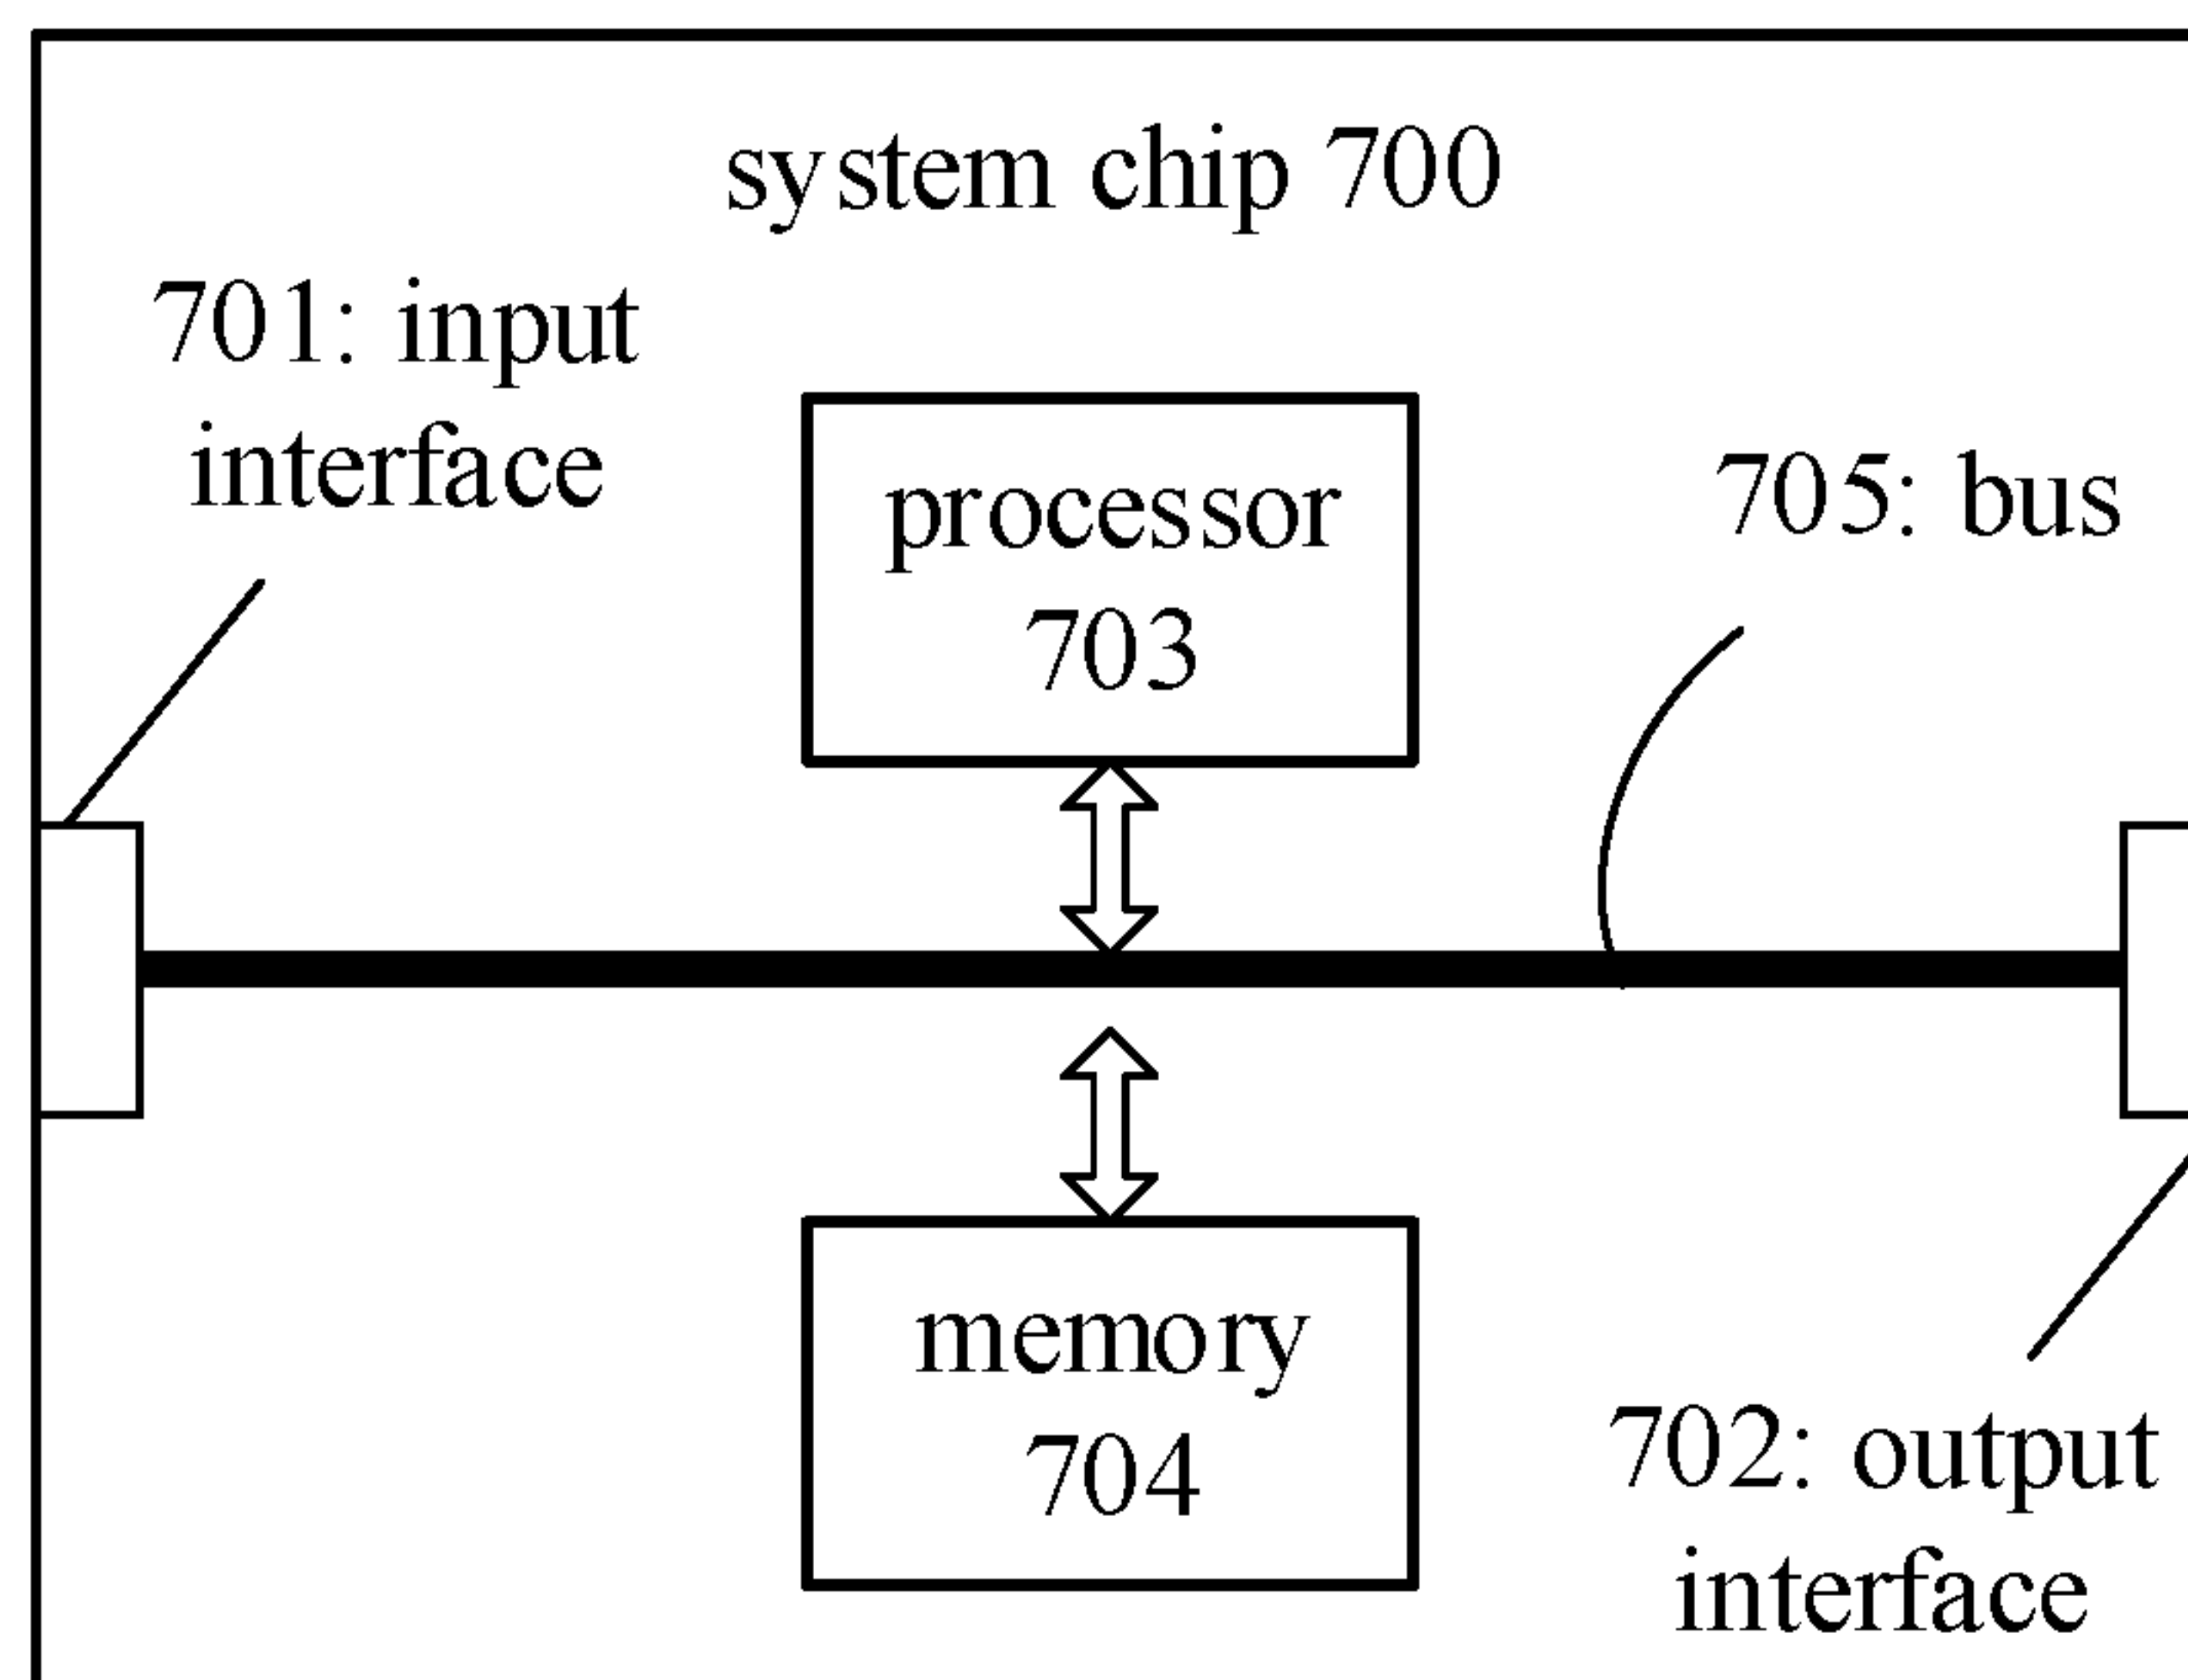 system chip 700
701: input
interface
processor
703
705: bus
memory
704
702: output
interface